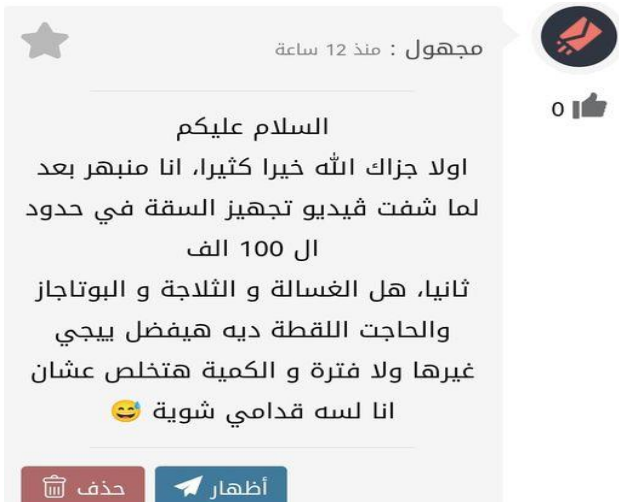 مجهول : منذ 12 ساعة
0
السلام عليكم
اولا جزاك الله خيرا كثيرا، انا منبهر بعد
لما شفت ڤيديو تجهيز السقة في حدود
ال 100 الف
ثانيا، هل الغسالة و الثلاجة و البوتاجاز
والحاجت اللقطة ديه هيفضل ييجي
غيرها ولا فترة و الكمية هتخلص عشان
انا لسه قدامي شوية 😅
أظهار
حذف